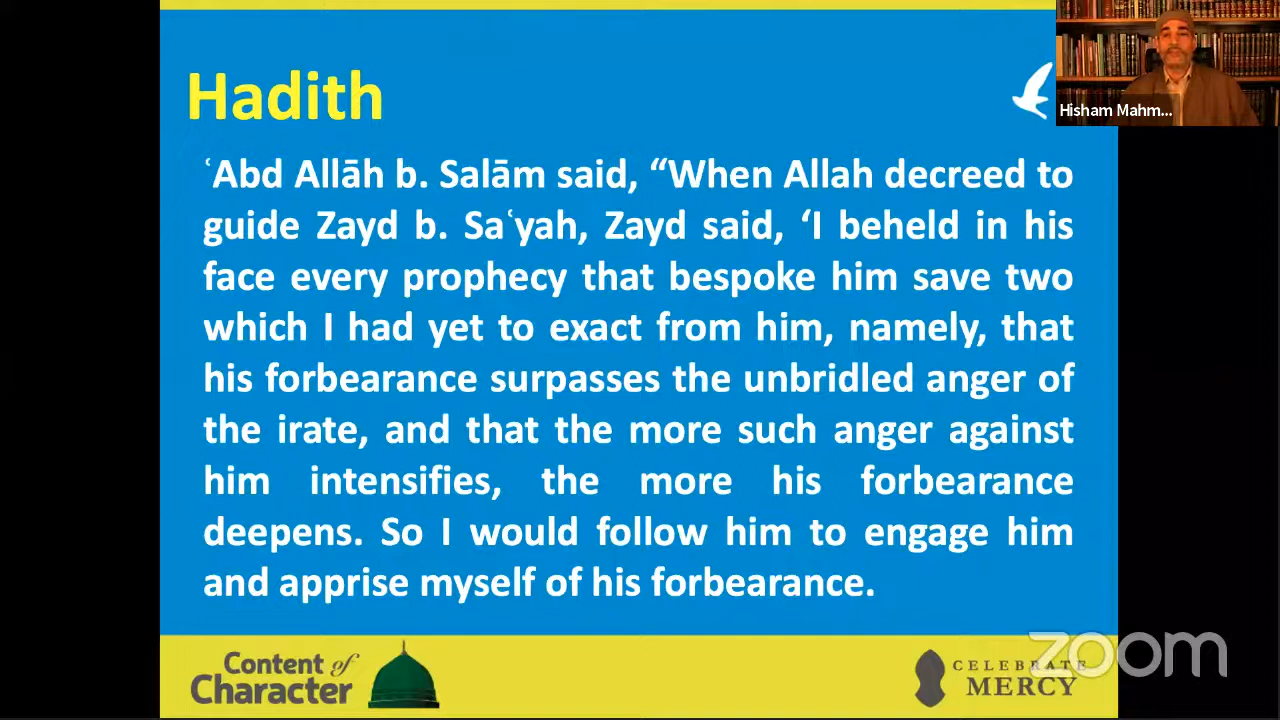 Hadith
Hisham Mahm...
ʿAbd Allāh b. Salām said, “When Allah decreed to
guide Zayd b. Saʿyah, Zayd said, ‘I beheld in his
face every prophecy that bespoke him save two
which I had yet to exact from him, namely, that
his forbearance surpasses the unbridled anger of
the irate, and that the more such anger against
him intensifies, the more his forbearance
deepens. So I would follow him to engage him
and apprise myself of his forbearance.
Content of
Character
CELEBRATE
MERCY
zoom